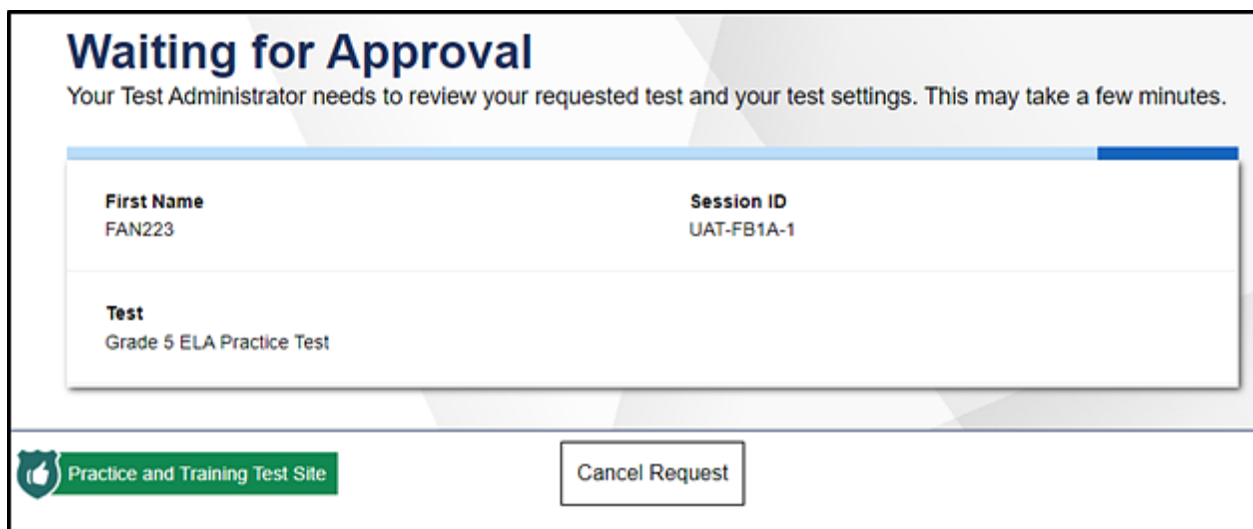 Waiting for Approval
Your Test Administrator needs to review your requested test and your test settings. This may take a few minutes.
First Name
FAN223
Session ID
UAT-FB1A-1
Test
Grade 5 ELA Practice Test
Practice and Training Test Site
Cancel Request